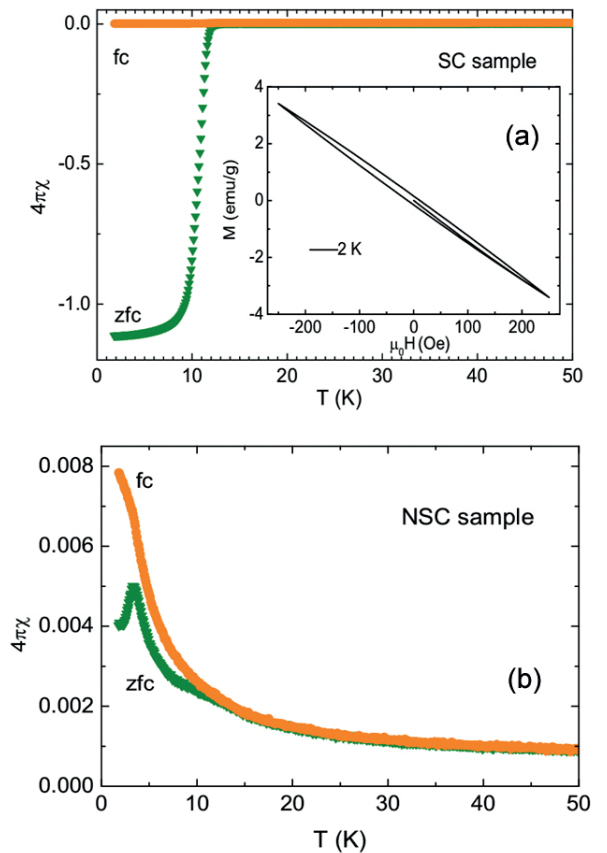 0.0
fc
SC sample
4
(a)
2
-0.5
M (emu/g)
0
4πχ
-2
2 K
-1.0
zfc
-4
-200 -100 0 100 200
μ₀H (Oe)
0 10 20 30 40 50
T (K)
0.008
fc
NSC sample
0.006
4πχ
0.004
zfc
(b)
0.002
0.000
0 10 20 30 40 50
T (K)